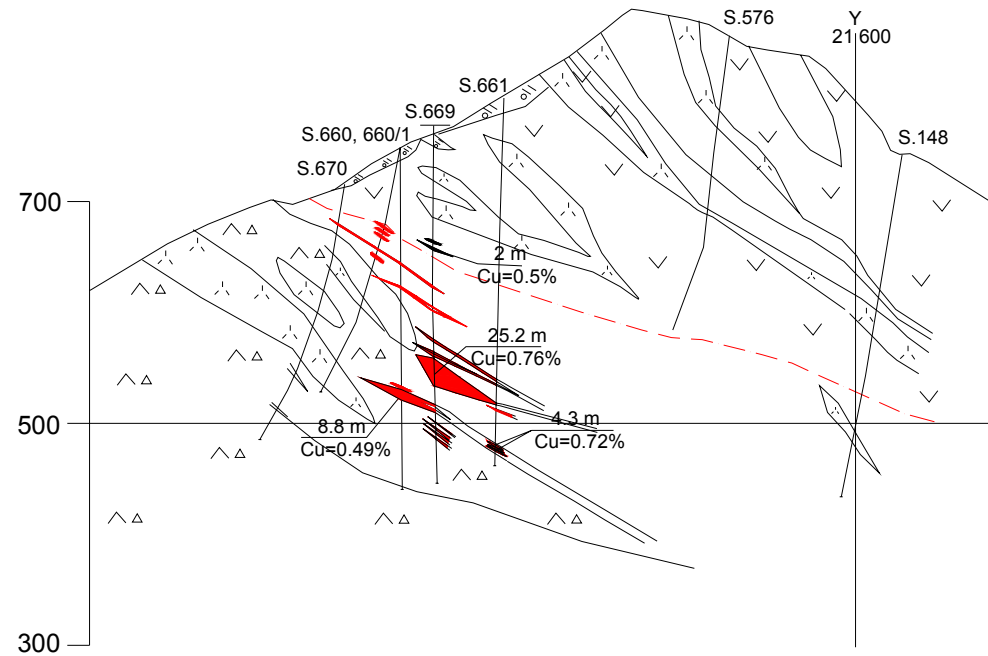 S.576
Y
21 600
S.661
S.669
S.660, 660/1
S.148
S.670
700
2 m
Cu=0.5%
25.2 m
Cu=0.76%
500
8.8 m
Cu=0.49%
4.3 m
Cu=0.72%
300